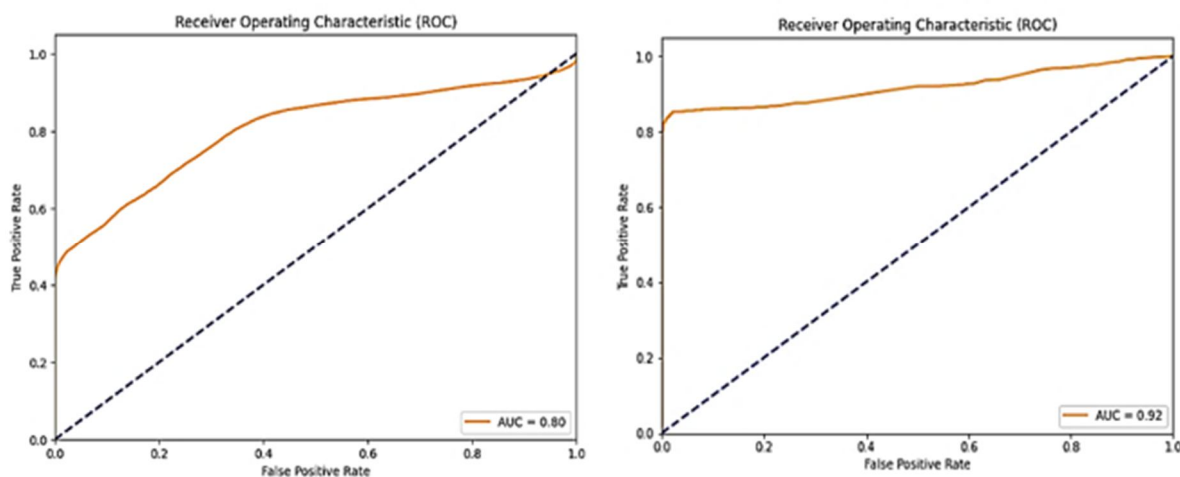 Receiver Operating Characteristic (ROC)
1.0
0.8
0.6
0.4
0.2
0.0
True Positive Rate
0.0 0.2 0.4 0.6 0.8 1.0
False Positive Rate
AUC = 0.80
Receiver Operating Characteristic (ROC)
1.0
0.8
0.6
0.4
0.2
0.0
True Positive Rate
0.0 0.2 0.4 0.6 0.8 1.0
False Positive Rate
AUC = 0.92